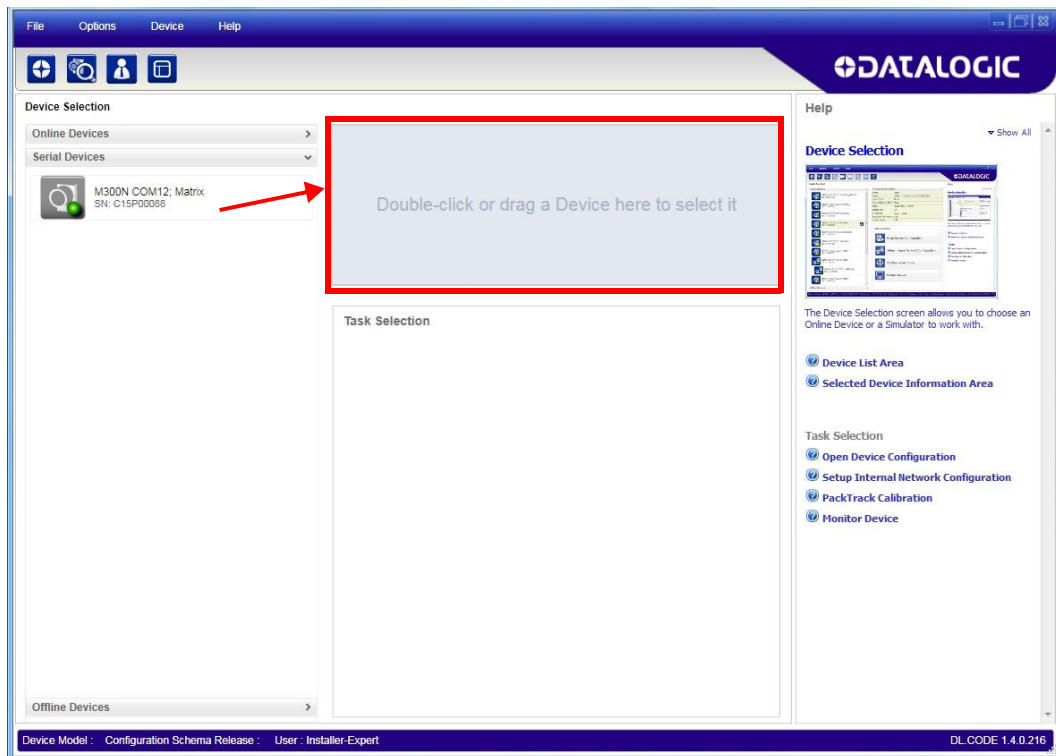 File Options Device Help
DATALOGIC
Device Selection
Online Devices
Serial Devices
M300N COM12; Matrix
SN: C15P00088
Offline Devices
Double-click or drag a Device here to select it
Task Selection
Help
Show All
Device Selection
The Device Selection screen allows you to choose an
Online Device or a Simulator to work with.
Device List Area
Selected Device Information Area
Task Selection
Open Device Configuration
Setup Internal Network Configuration
PackTrack Calibration
Monitor Device
Device Model : Configuration Schema Release : User : Installer-Expert
DL.CODE 1.4.0.216